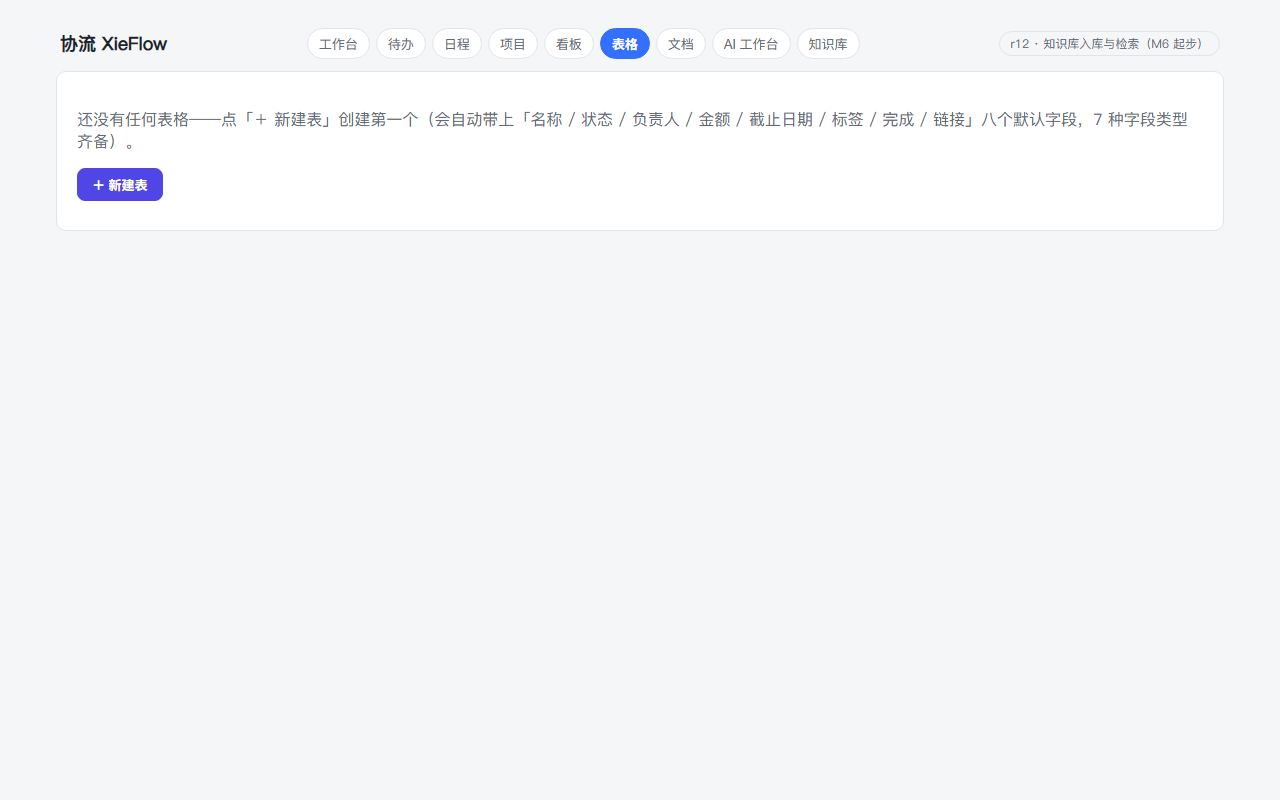 协流 XieFlow
工作台
待办
日程
项目
看板
表格
文档
AI 工作台
知识库
r12 · 知识库入库与检索（M6 起步）
还没有任何表格——点「＋ 新建表」创建第一个（会自动带上「名称 / 状态 / 负责人 / 金额 / 截止日期 / 标签 / 完成 / 链接」八个默认字段，7 种字段类型
齐备）。
＋ 新建表